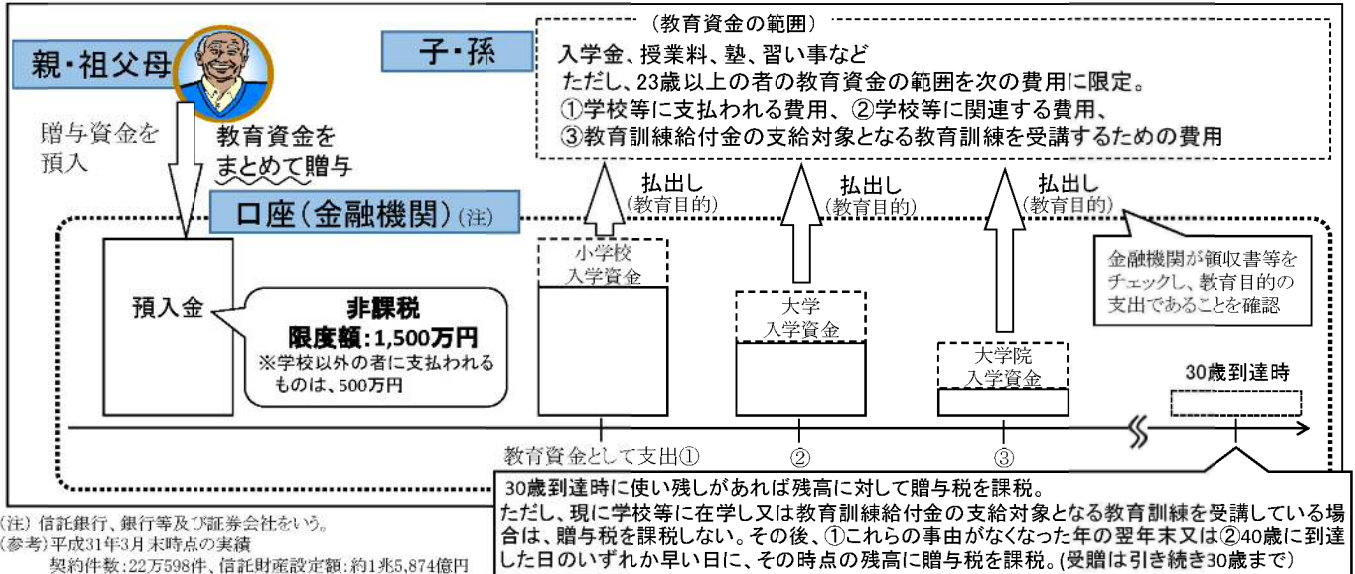 親・祖父母
贈与資金を
預入
教育資金を
まとめて贈与
子・孫
(教育資金の範囲)
入学金、授業料、塾、習い事など
ただし、23歳以上の者の教育資金の範囲を次の費用に限定。
①学校等に支払われる費用、②学校等に関連する費用、
③教育訓練給付金の支給対象となる教育訓練を受講するための費用
口座(金融機関)(注)
払出し
(教育目的)
払出し
(教育目的)
払出し
(教育目的)
金融機関が領収書等を
チェックし、教育目的の
支出であることを確認
預入金
非課税
限度額:1,500万円
※学校以外の者に支払われる
ものは、500万円
小学校
入学資金
大学
入学資金
大学院
入学資金
30歳到達時
教育資金として支出①
②
③
30歳到達時に使い残しがあれば残高に対して贈与税を課税。
ただし、現に学校等に在学し又は教育訓練給付金の支給対象となる教育訓練を受講している場
合は、贈与税を課税しない。その後、①これらの事由がなくなった年の翌年末又は②40歳に到達
した日のいずれか早い日に、その時点の残高に贈与税を課税。(受贈は引き続き30歳まで)
(注) 信託銀行、銀行等及び証券会社をいう。
(参考)平成31年3月末時点の実績
契約件数:22万598件、信託財産設定額:約1兆5,874億円